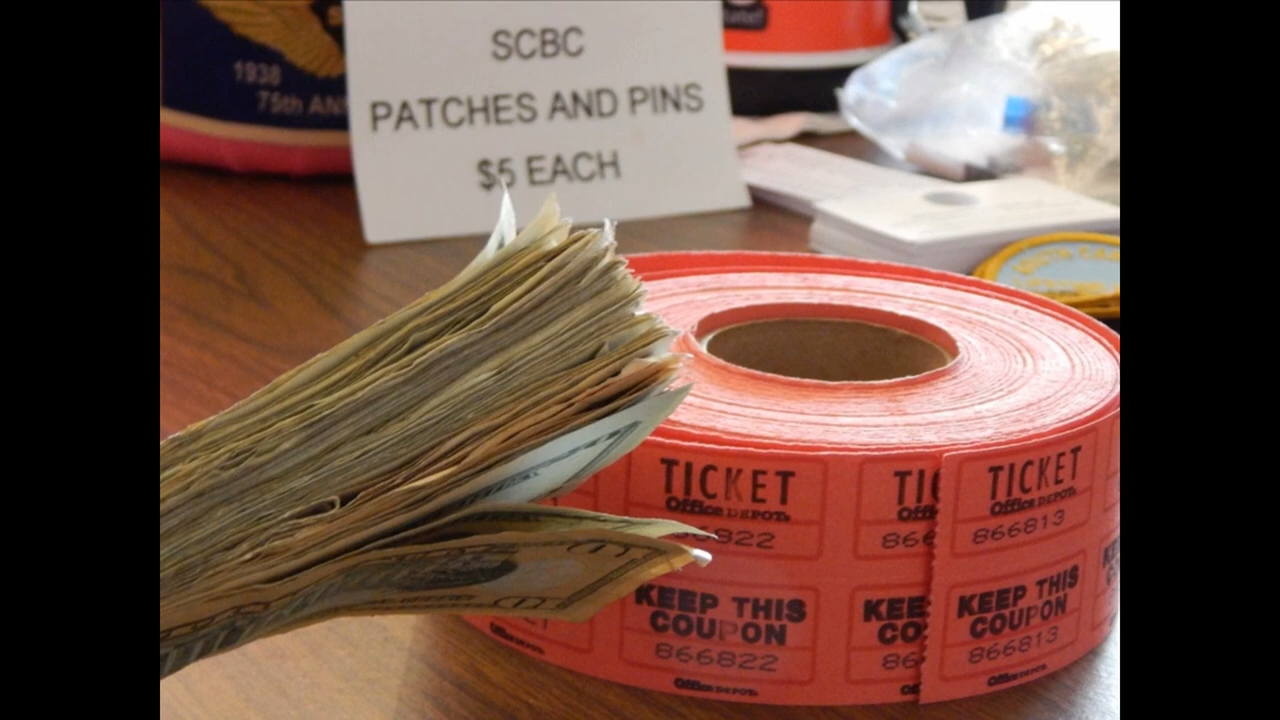 1938
75th
SCBC
PATCHES AND PINS
$5 EACH
TICKET
Office DEPOT
866822
KEEP THIS
COUPON
866822
Office DEPOT
TICKET
Office DEPOT
866813
KEEP THIS
COUPON
866813
Office DEPOT